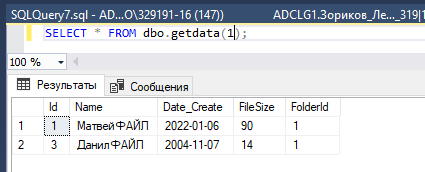 SQLQuery7.sql - AD...O\329191-16 (147))
ADCLG1.Зориков_Ле..._319|1
SELECT * FROM dbo.getdata(1);
100 %
Результаты Сообщения
Id Name Date_Create FileSize FolderId
1 1 МатвейФАЙЛ 2022-01-06 90 1
2 3 ДанилФАЙЛ 2004-11-07 14 1